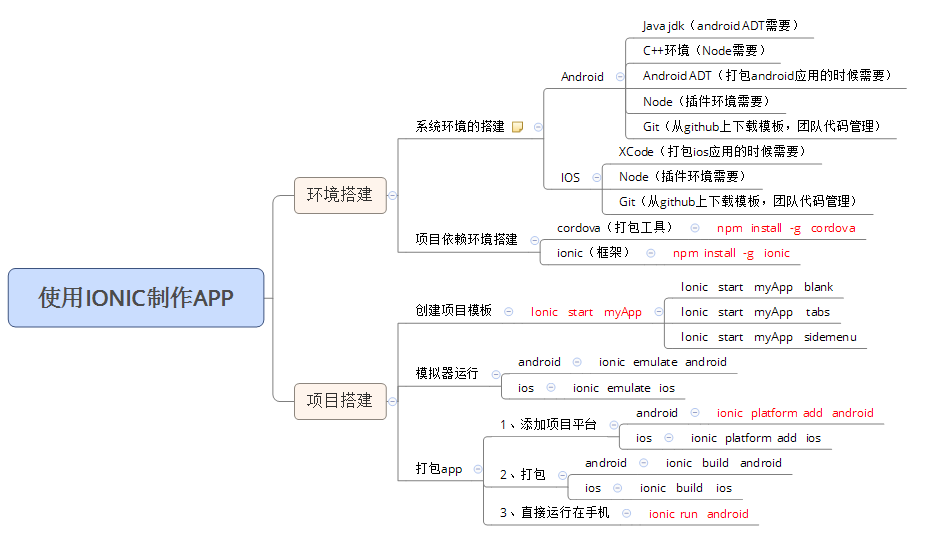 使用IONIC制作APP
环境搭建
系统环境的搭建
Android
Java jdk（android ADT需要）
C++环境（Node需要）
Android ADT（打包android应用的时候需要）
Node（插件环境需要）
Git（从github上下载模板，团队代码管理）
IOS
XCode（打包ios应用的时候需要）
Node（插件环境需要）
Git（从github上下载模板，团队代码管理）
项目依赖环境搭建
cordova（打包工具） npm install -g cordova
ionic（框架） npm install -g ionic
项目搭建
创建项目模板 Ionic start myApp
Ionic start myApp blank
Ionic start myApp tabs
Ionic start myApp sidemenu
模拟器运行
android ionic emulate android
ios ionic emulate ios
打包app
1、添加项目平台
android ionic platform add android
ios ionic platform add ios
2、打包
android ionic build android
ios ionic build ios
3、直接运行在手机 ionic run android